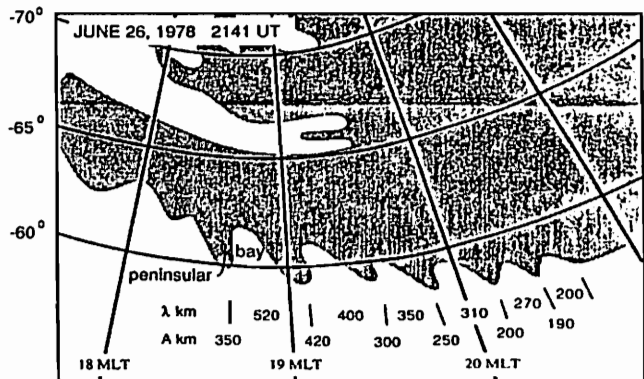 -70°
JUNE 26, 1978 2141 UT
-65°
-60°
bay
peninsular
λ km 520 400 350 310 270 200
A km 350 420 300 250 200 190
18 MLT 19 MLT 20 MLT